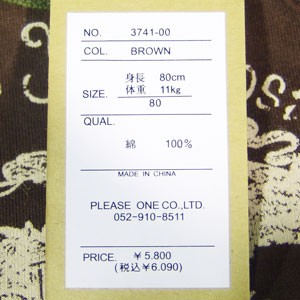 NO. 3741-00
COL. BROWN
身長 80cm
体重 11kg
SIZE.
80
QUAL.
綿 100%
MADE IN CHINA
PLEASE ONE CO.,LTD.
052-910-8511
PRICE. ¥5.800
(税込¥6.090)